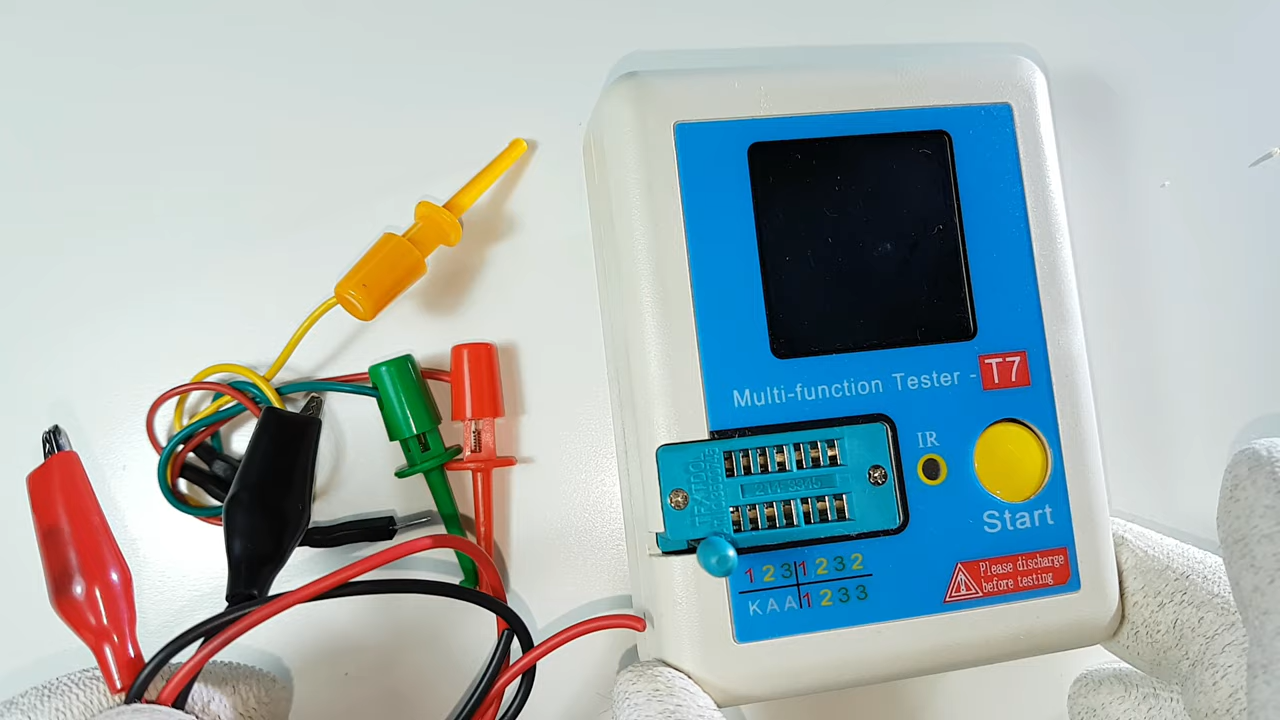 Multi-function Tester - T7
IR
Start
1 2 3 1 2 3 2
K A A 1 2 3 3
Please discharge
before testing